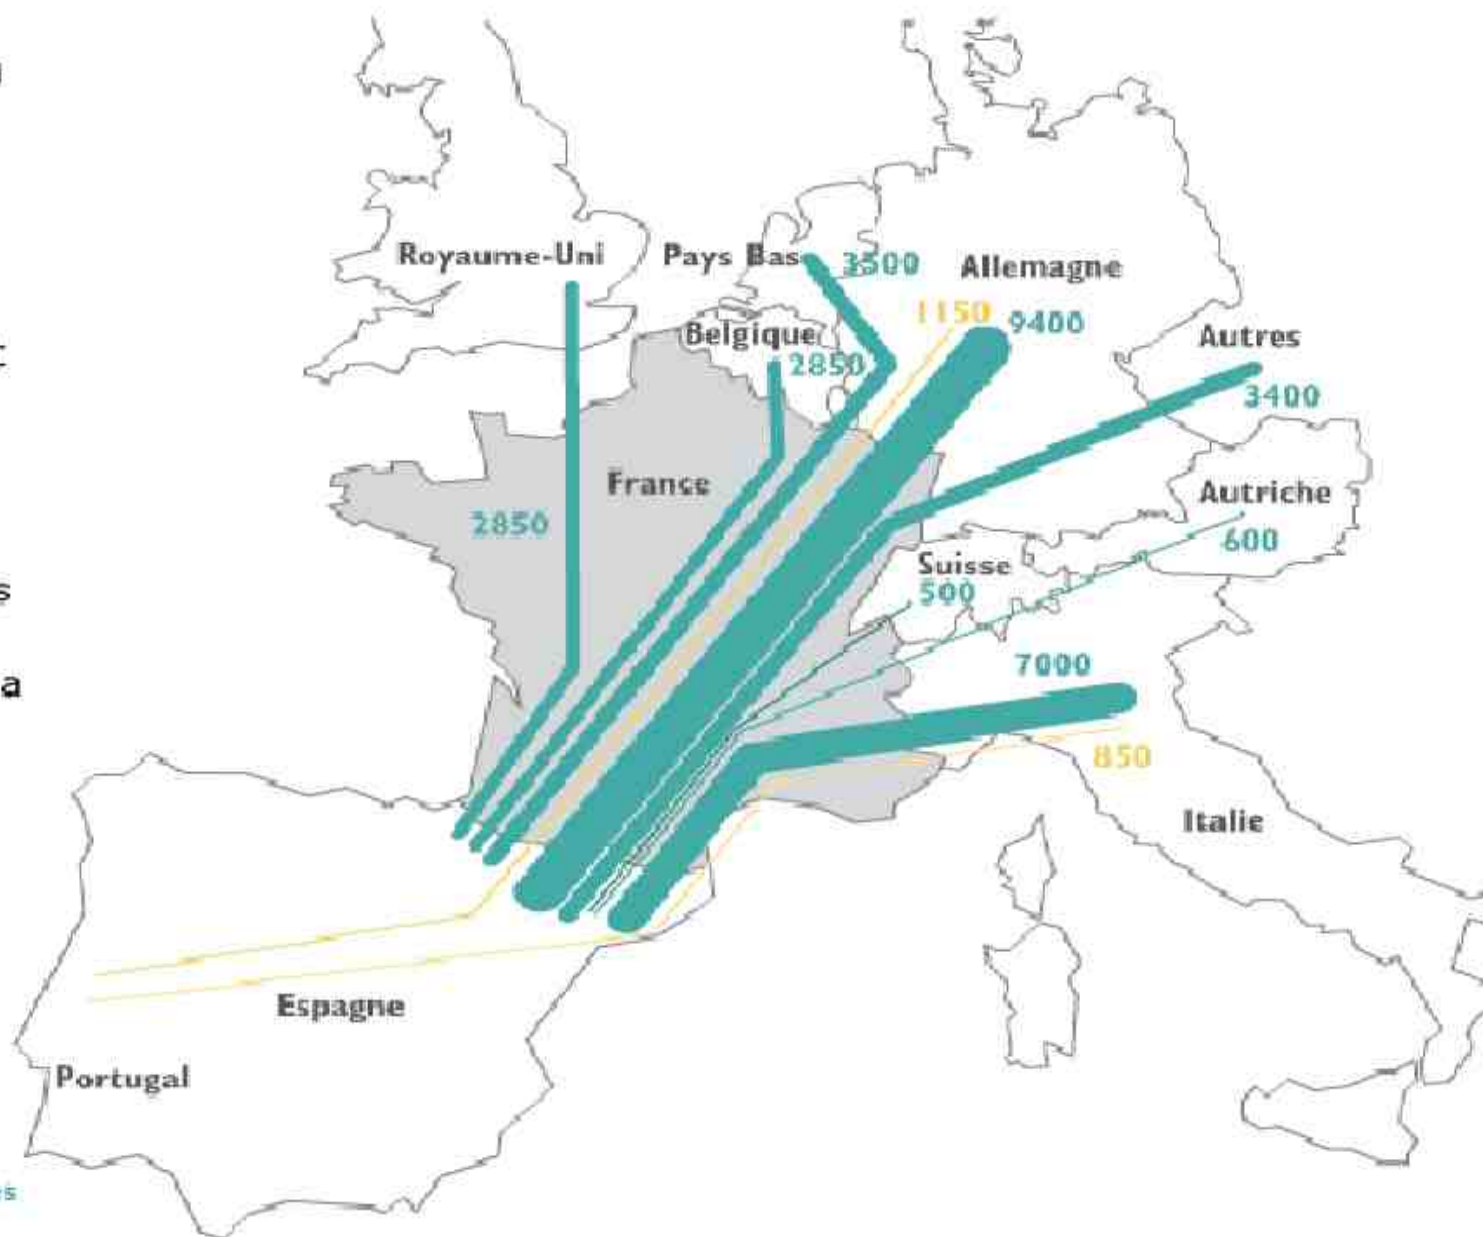 Royaume-Uni
Pays Bas
3500
Allemagne
1150
9400
Belgique
2850
Autres
3400
France
2850
Autriche
600
Suisse
500
7000
850
Italie
Espagne
Portugal
s
a